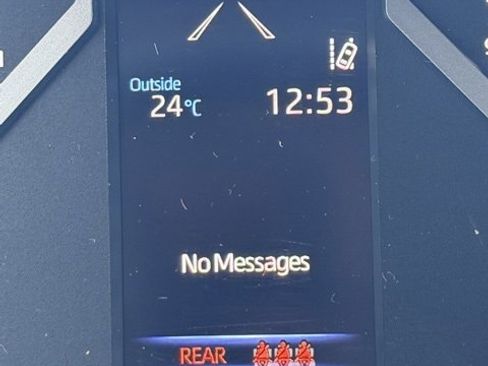 Outside
24°C 12:53
No Messages
REAR